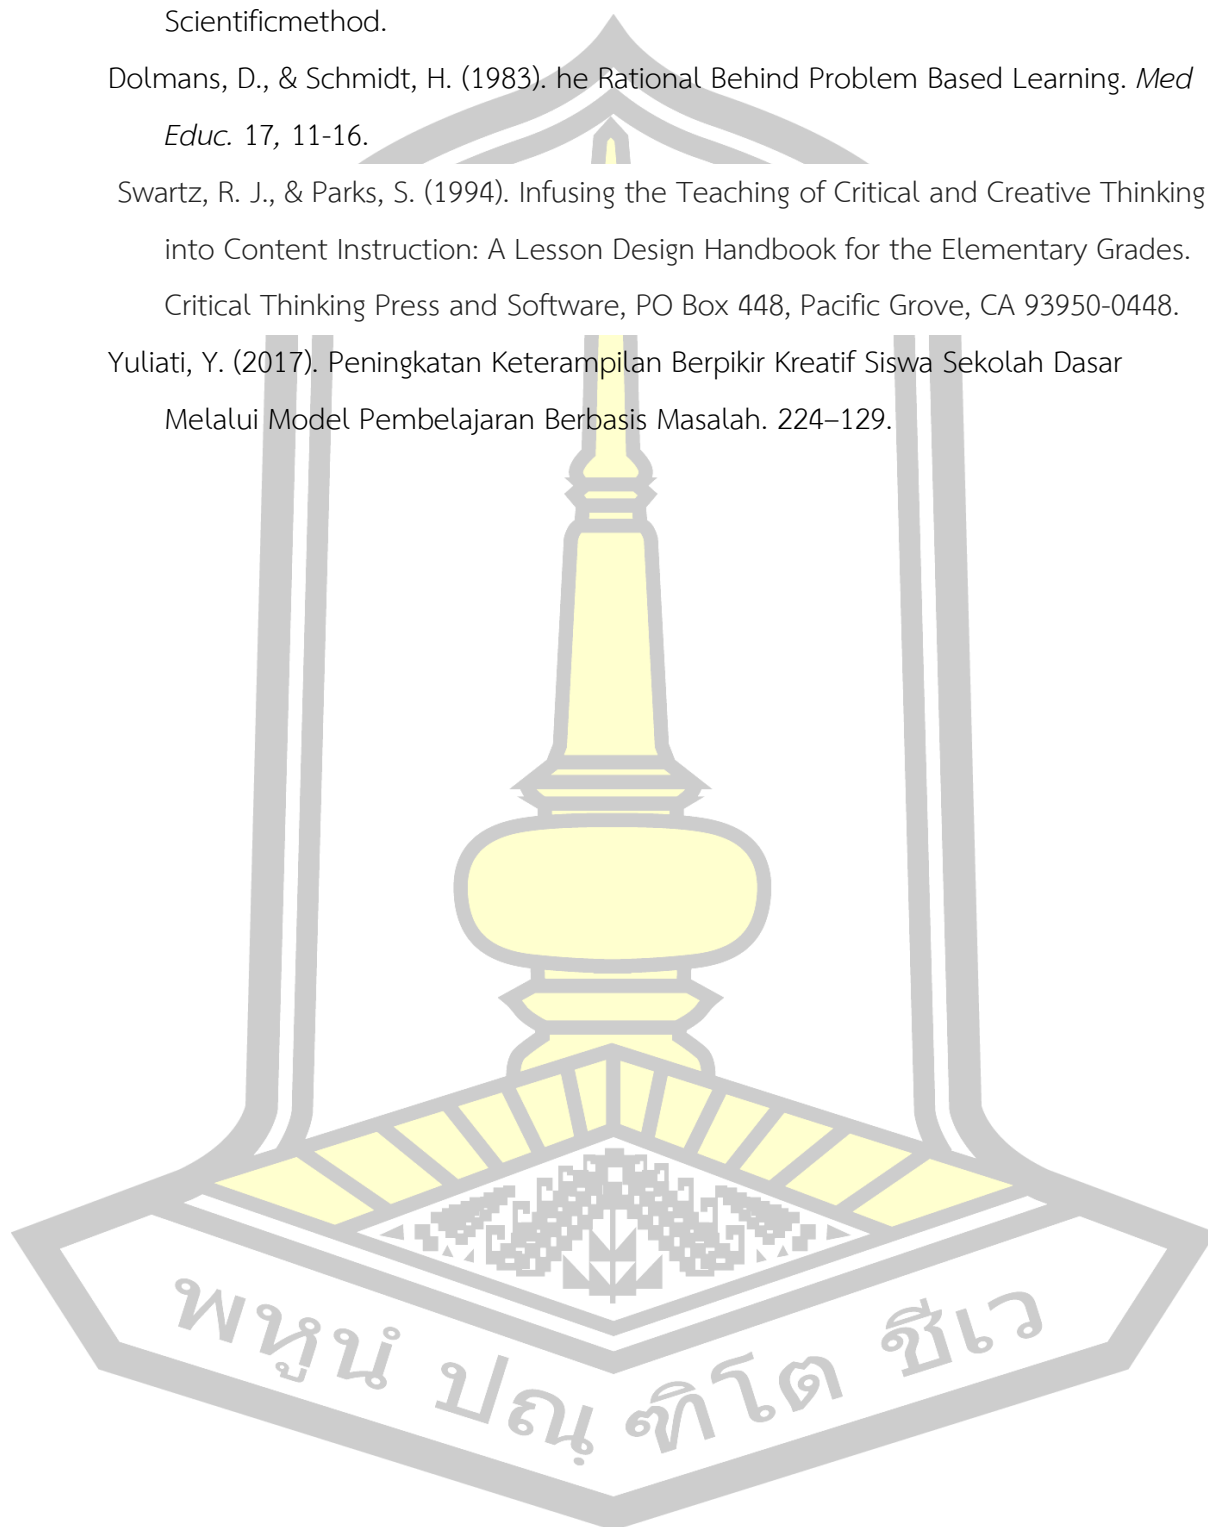 Scientificmethod.
Dolmans, D., & Schmidt, H. (1983). he Rational Behind Problem Based Learning. Med
Educ. 17, 11-16.
Swartz, R. J., & Parks, S. (1994). Infusing the Teaching of Critical and Creative Thinking
into Content Instruction: A Lesson Design Handbook for the Elementary Grades.
Critical Thinking Press and Software, PO Box 448, Pacific Grove, CA 93950-0448.
Yuliati, Y. (2017). Peningkatan Keterampilan Berpikir Kreatif Siswa Sekolah Dasar
Melalui Model Pembelajaran Berbasis Masalah. 224–129.
พหูนํ ปณฺฑิโต ชีเว